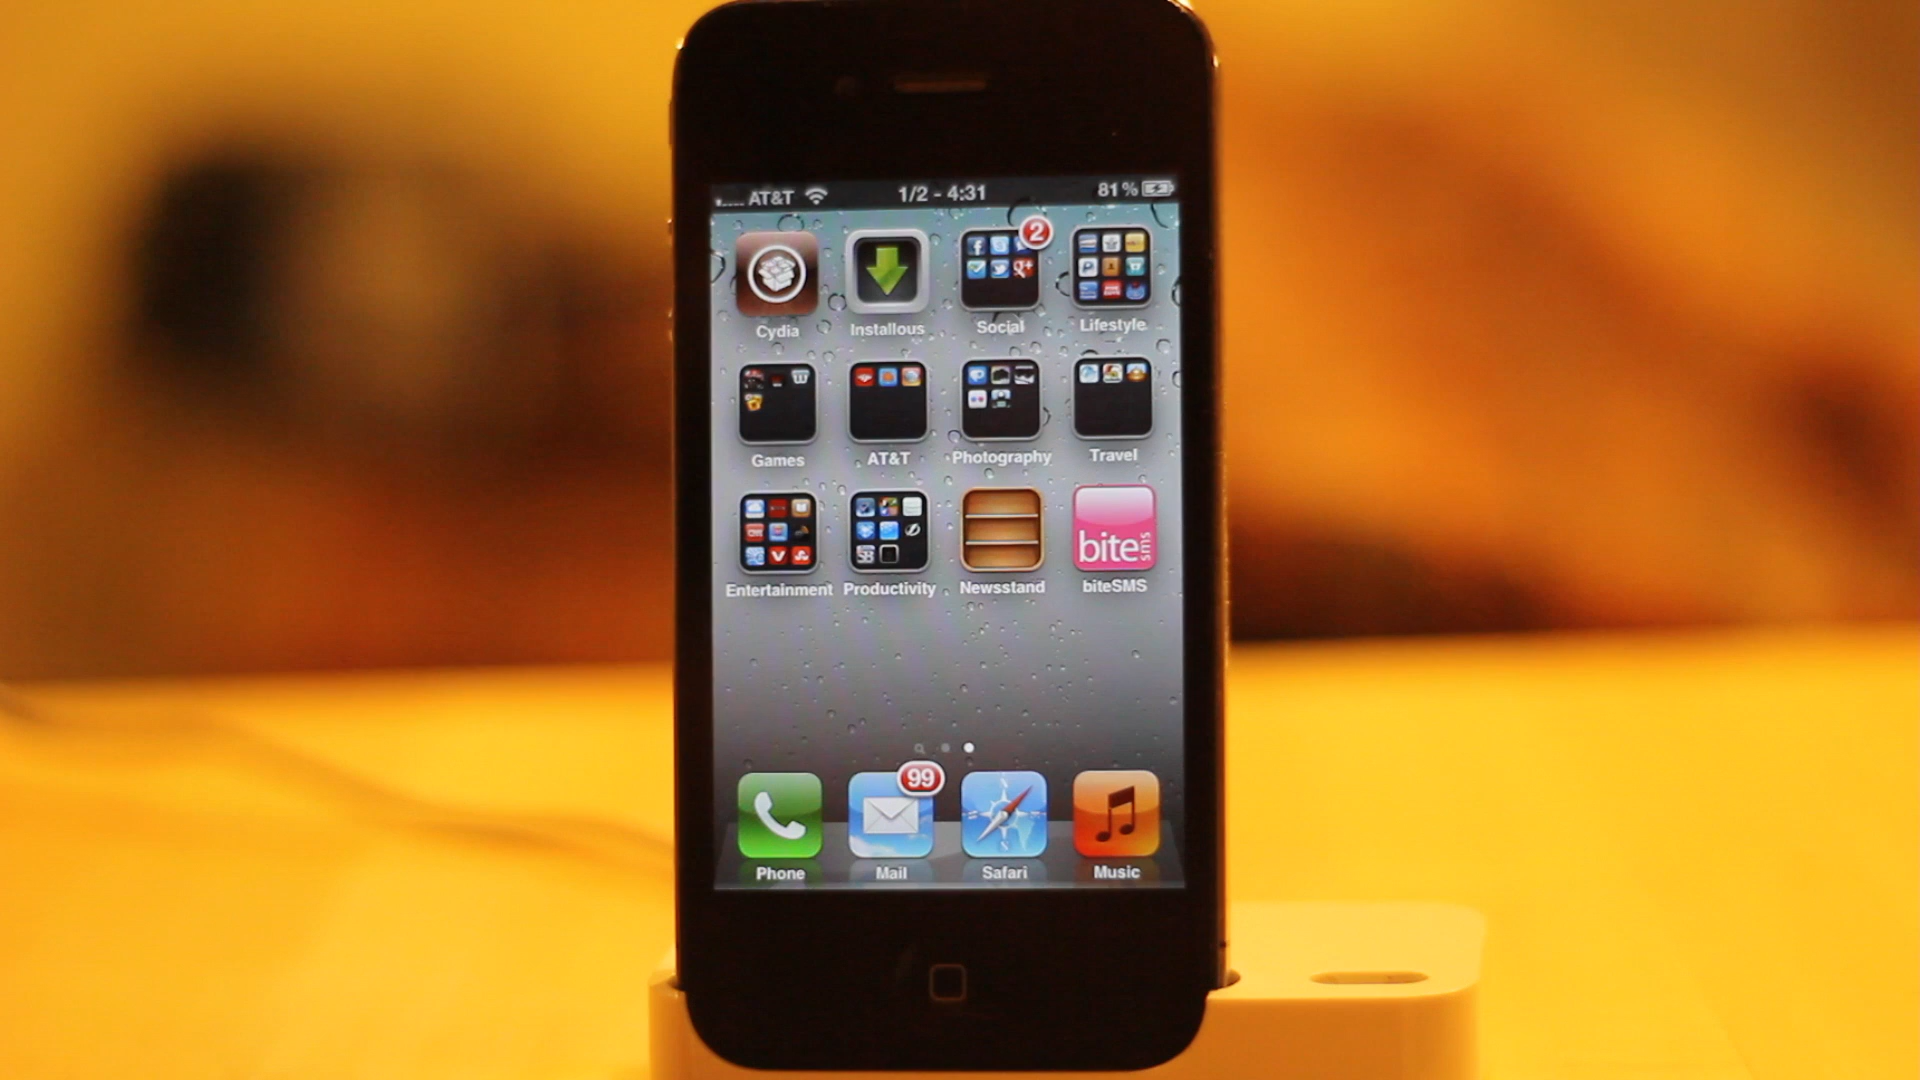 AT&T 1/2 - 4:31 81%
2
Cydia Installous Social Lifestyle
Games AT&T Photography Travel
bite sms
Entertainment Productivity Newsstand biteSMS
99
Phone Mail Safari Music